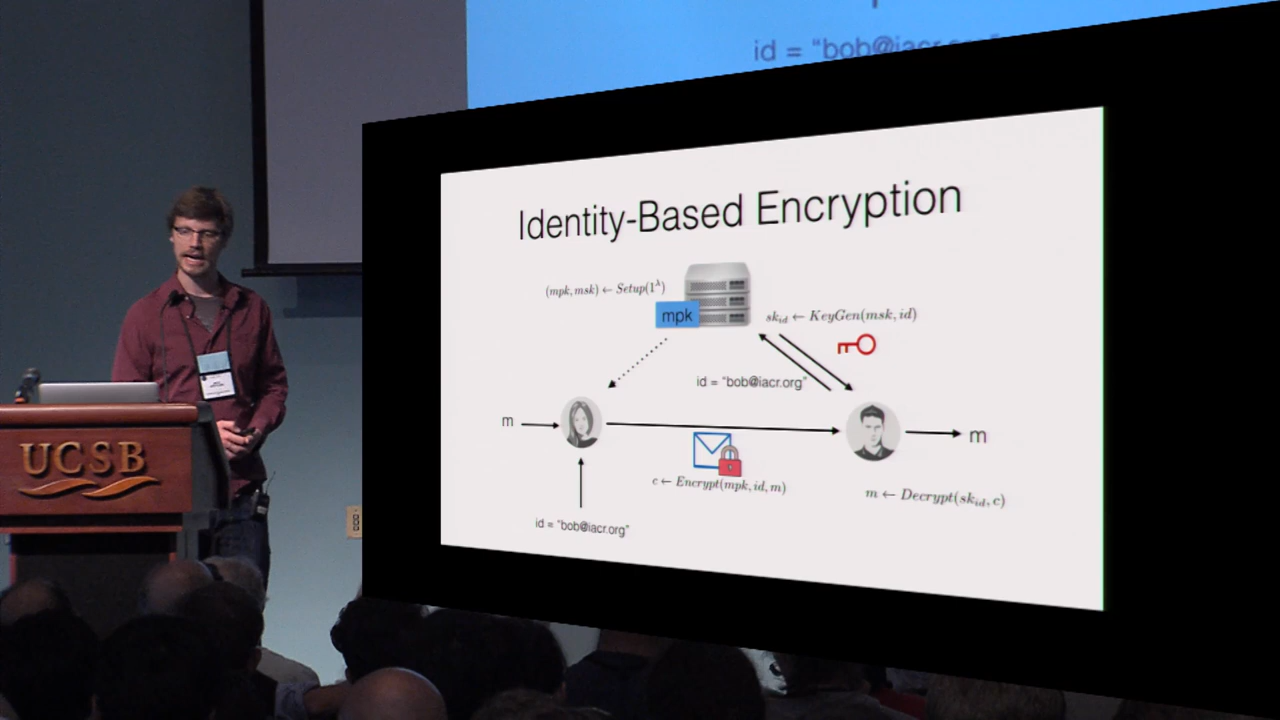 id = "bob@iacr.org"
Identity-Based Encryption
(mpk, msk) ← Setup(1^λ)
mpk
sk_id ← KeyGen(msk, id)
id = "bob@iacr.org"
m
m
c ← Encrypt(mpk, id, m)
m ← Decrypt(sk_id, c)
id = "bob@iacr.org"
UCSB